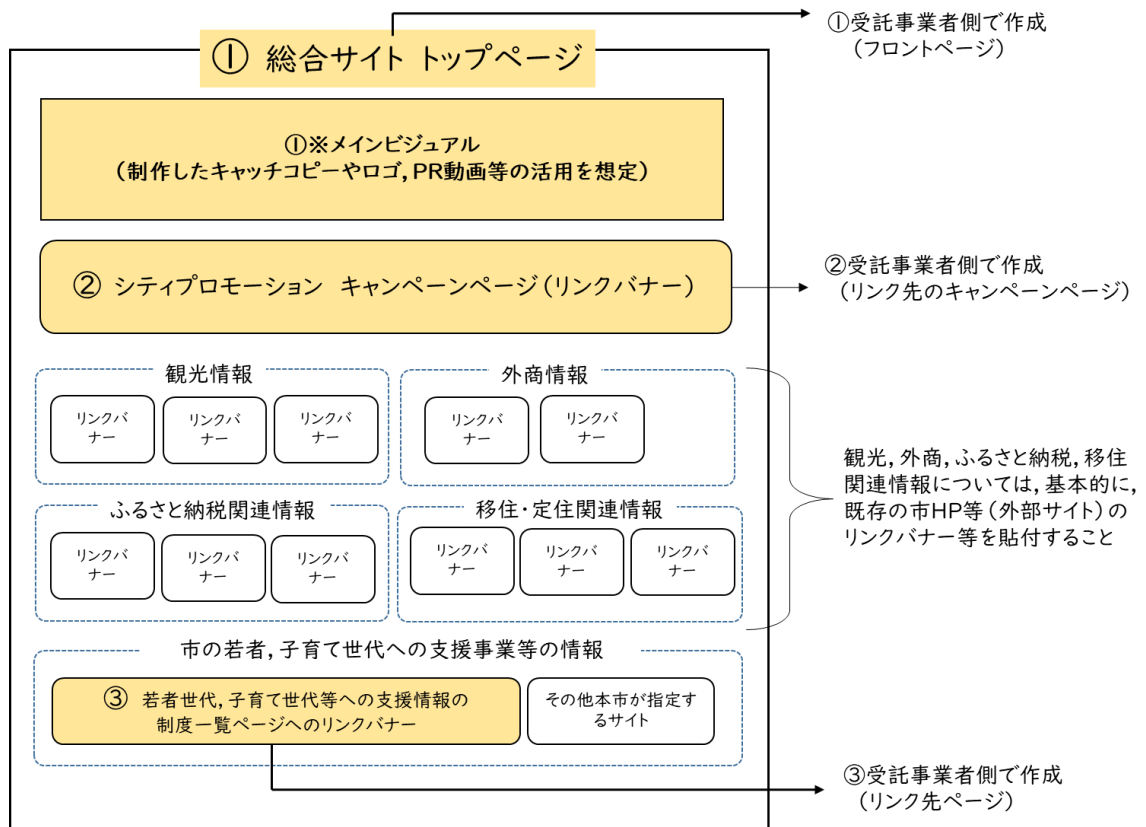 ① 総合サイト トップページ
①受託事業者側で作成
(フロントページ)
①※メインビジュアル
(制作したキャッチコピーやロゴ,PR動画等の活用を想定)
② シティプロモーション キャンペーンページ(リンクバナー)
②受託事業者側で作成
(リンク先のキャンペーンページ)
観光情報
リンクバ
ナー
リンクバ
ナー
リンクバ
ナー
外商情報
リンクバ
ナー
リンクバ
ナー
ふるさと納税関連情報
リンクバ
ナー
リンクバ
ナー
リンクバ
ナー
移住・定住関連情報
リンクバ
ナー
リンクバ
ナー
リンクバ
ナー
観光,外商,ふるさと納税,移住
関連情報については,基本的に,
既存の市HP等(外部サイト)の
リンクバナー等を貼付すること
市の若者,子育て世代への支援事業等の情報
③ 若者世代,子育て世代等への支援情報の
制度一覧ページへのリンクバナー
その他本市が指定す
るサイト
③受託事業者側で作成
(リンク先ページ)